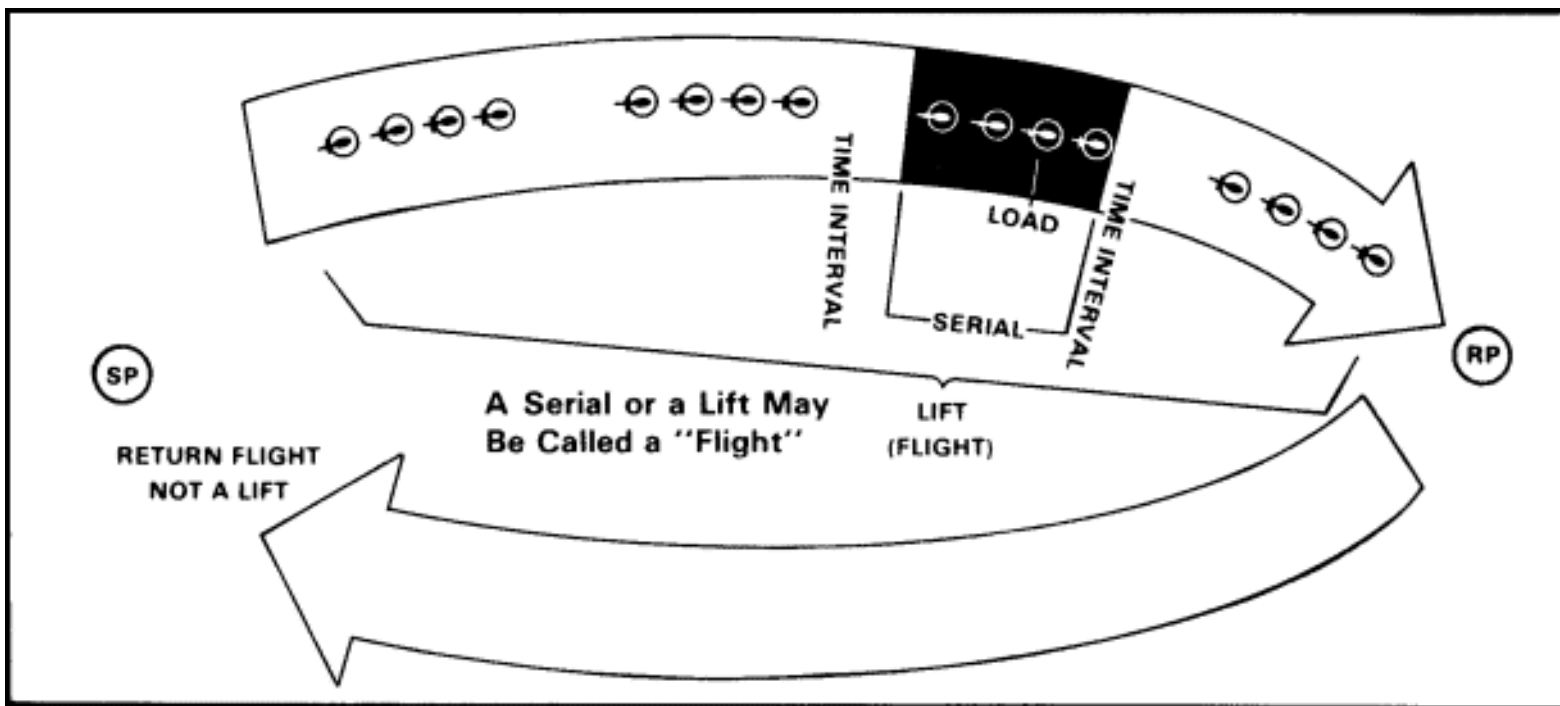 TIME INTERVAL
LOAD
TIME INTERVAL
SERIAL
SP
RP
A Serial or a Lift May
Be Called a "Flight"
LIFT
(FLIGHT)
RETURN FLIGHT
NOT A LIFT